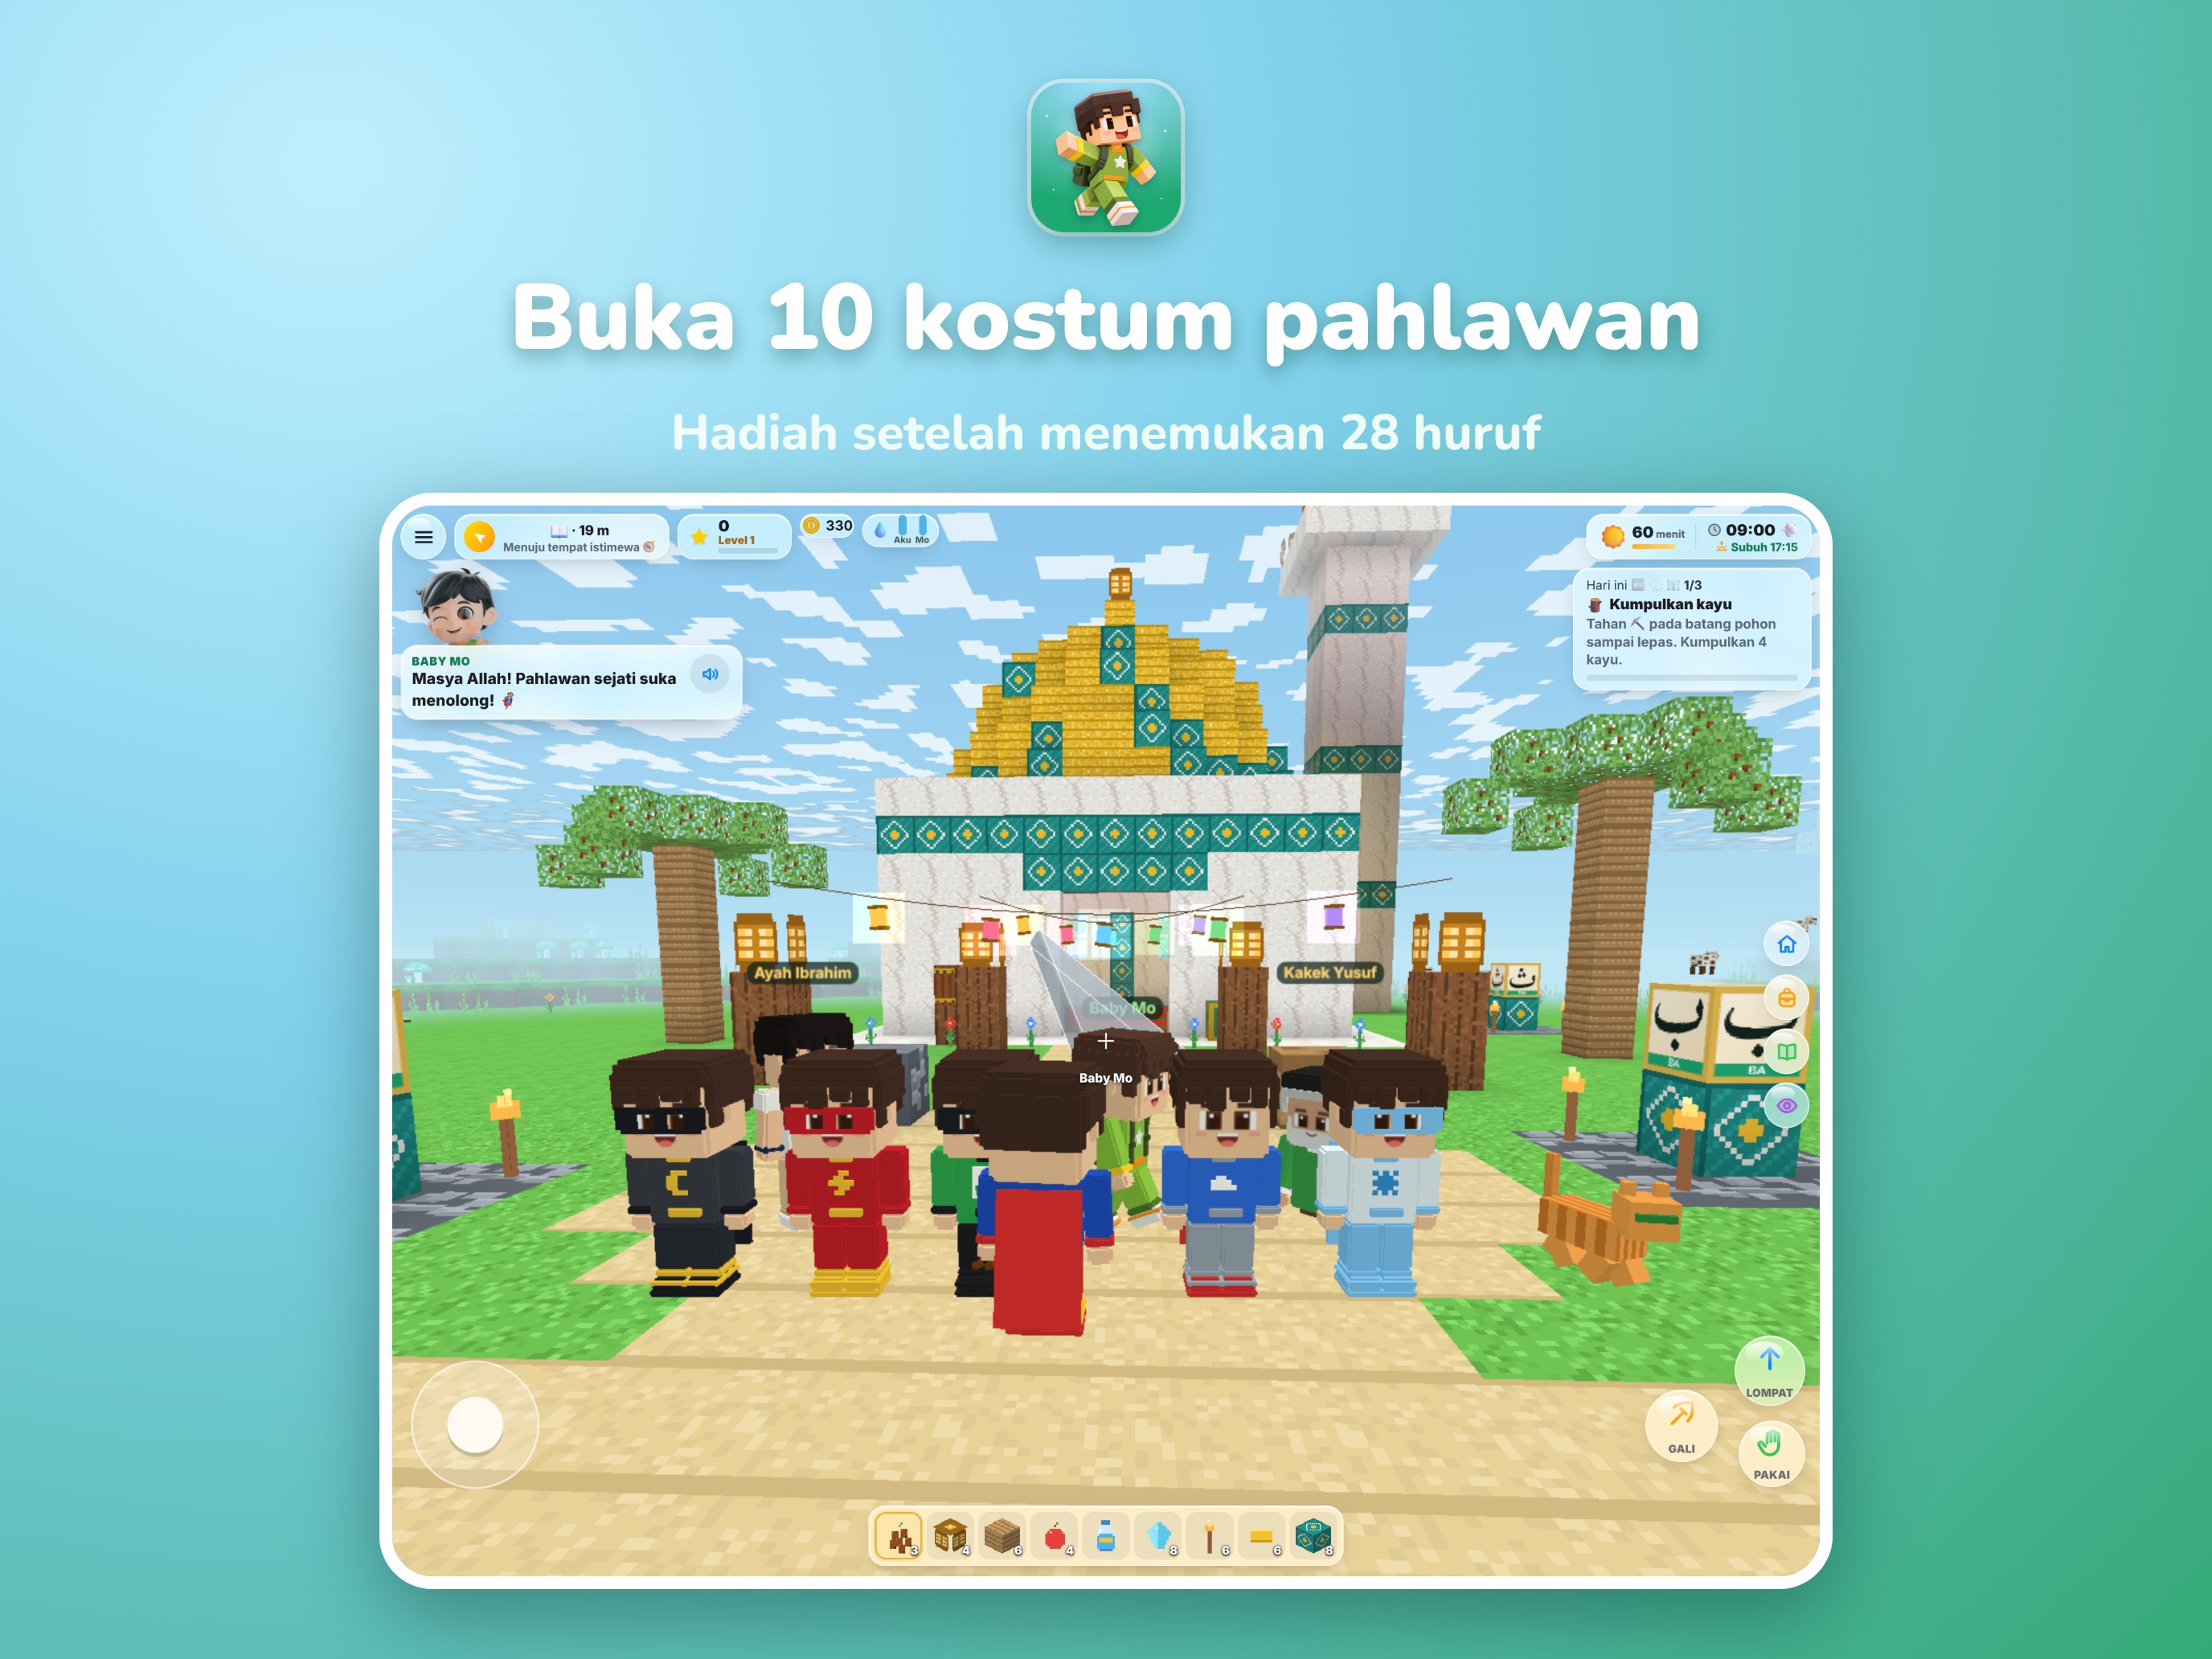 Buka 10 kostum pahlawan
Hadiah setelah menemukan 28 huruf
· 19 m
Menuju tempat istimewa
0
Level 1
330
Aku Mo
60 menit
09:00
Subuh 17:15
Hari ini 1/3
Kumpulkan kayu
Tahan pada batang pohon
sampai lepas. Kumpulkan 4
kayu.
BABY MO
Masya Allah! Pahlawan sejati suka
menolong!
Ayah Ibrahim
Kakek Yusuf
Baby Mo
Baby Mo
ث
ب
ب
BA
BA
LOMPAT
GALI
PAKAI
3
4
6
4
8
6
6
8